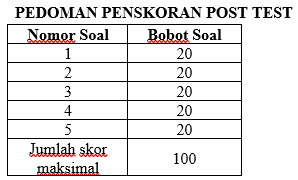 PEDOMAN PENSKORAN POST TEST
Nomor Soal Bobot Soal
1 20
2 20
3 20
4 20
5 20
Jumlah skor
maksimal 100